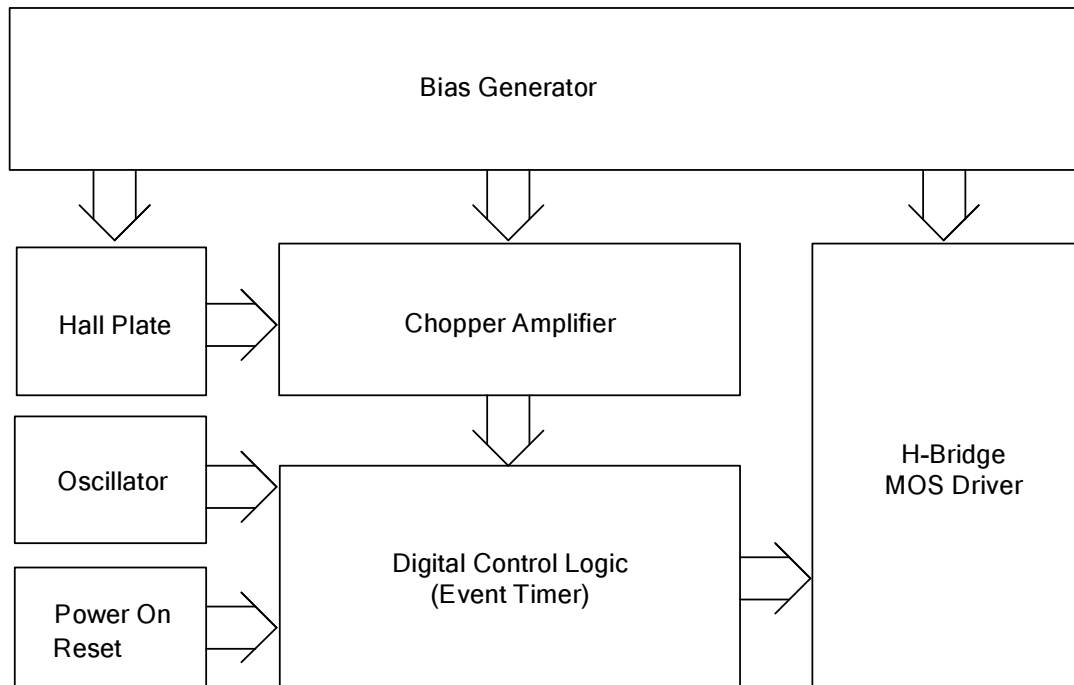 Bias Generator
Hall Plate
Chopper Amplifier
Oscillator
H-Bridge
MOS Driver
Digital Control Logic
(Event Timer)
Power On
Reset